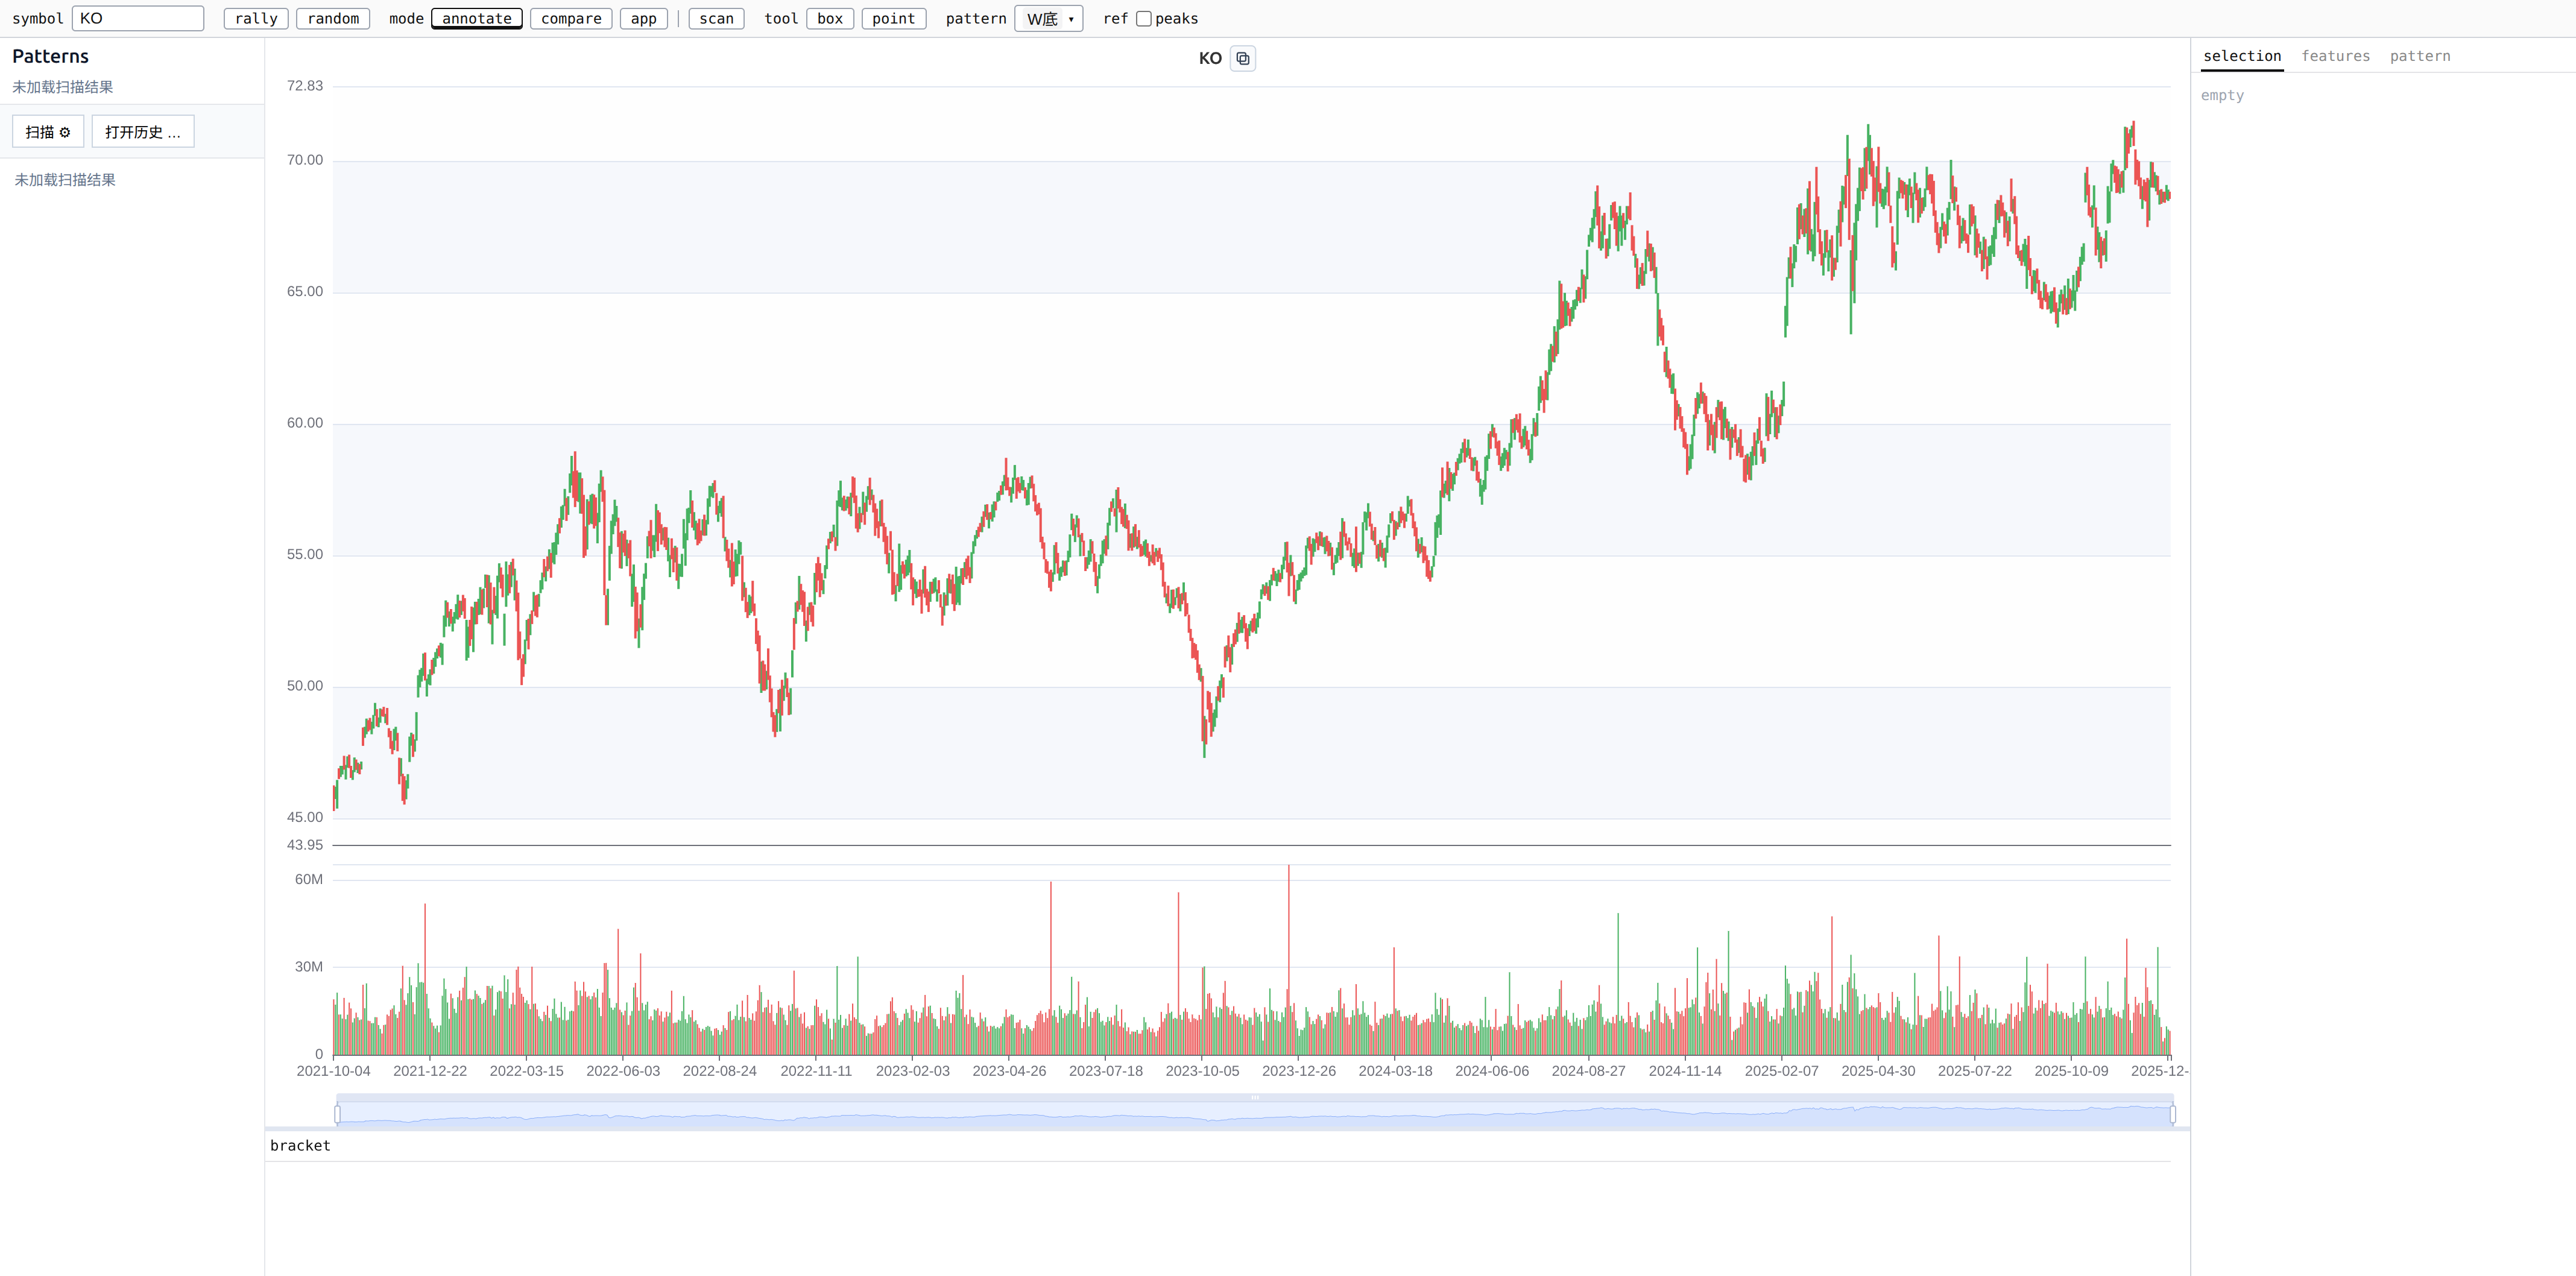 symbol KO rally random mode annotate compare app | scan tool box point pattern W底 ▾ ref peaks
Patterns
未加载扫描结果
扫描 ⚙ 打开历史 ...
未加载扫描结果
KO
72.83
70.00
65.00
60.00
55.00
50.00
45.00
43.95
60M
30M
0
2021-10-04 2021-12-22 2022-03-15 2022-06-03 2022-08-24 2022-11-11 2023-02-03 2023-04-26 2023-07-18 2023-10-05 2023-12-26 2024-03-18 2024-06-06 2024-08-27 2024-11-14 2025-02-07 2025-04-30 2025-07-22 2025-10-09 2025-12-
bracket
selection features pattern
empty